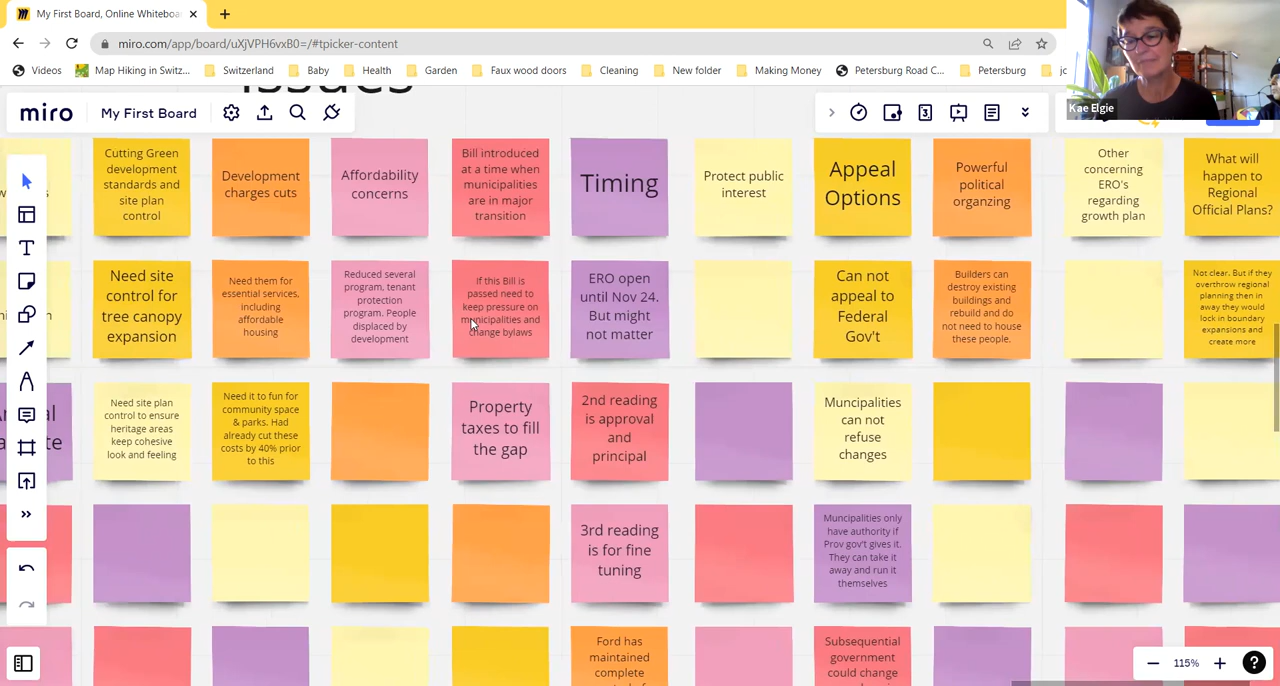 My First Board, Online Whiteboa
miro.com/app/board/uXjVPH6vxB0=/#tpicker-content
Videos
Map Hiking in Switz...
Switzerland
Baby
Health
Garden
Faux wood doors
Cleaning
New folder
Making Money
Petersburg Road C...
Petersburg
Kae Elgie
Issues
miro
My First Board
3
Cutting Green
development
standards and
site plan
control
Development
charges cuts
Affordability
concerns
Bill introduced
at a time when
municipalities
are in major
transition
Timing
Protect public
interest
Appeal
Options
Powerful
political
organzing
Other
concerning
ERO's
regarding
growth plan
What will
happen to
Regional
Official Plans?
Need site
control for
tree canopy
expansion
Need them for
essential services,
including
affordable
housing
Reduced several
program, tenant
protection
program. People
displaced by
development
If this Bill is
passed need to
keep pressure on
municipalities and
change bylaws
ERO open
until Nov 24.
But might
not matter
Can not
appeal to
Federal
Gov't
Builders can
destroy existing
buildings and
rebuild and do
not need to house
these people.
Not clear. But if they
overthrow regional
planning then in
away they would
lock in boundary
expansions and
create more
Need site plan
control to ensure
heritage areas
keep cohesive
look and feeling
Need it to fun for
community space
& parks. Had
already cut these
costs by 40% prior
to this
Property
taxes to fill
the gap
2nd reading
is approval
and
principal
Muncipalities
can not
refuse
changes
3rd reading
is for fine
tuning
Muncipalities only
have authority if
Prov gov't gives it.
They can take it
away and run it
themselves
Ford has
maintained
complete
Subsequential
government
could change
115%